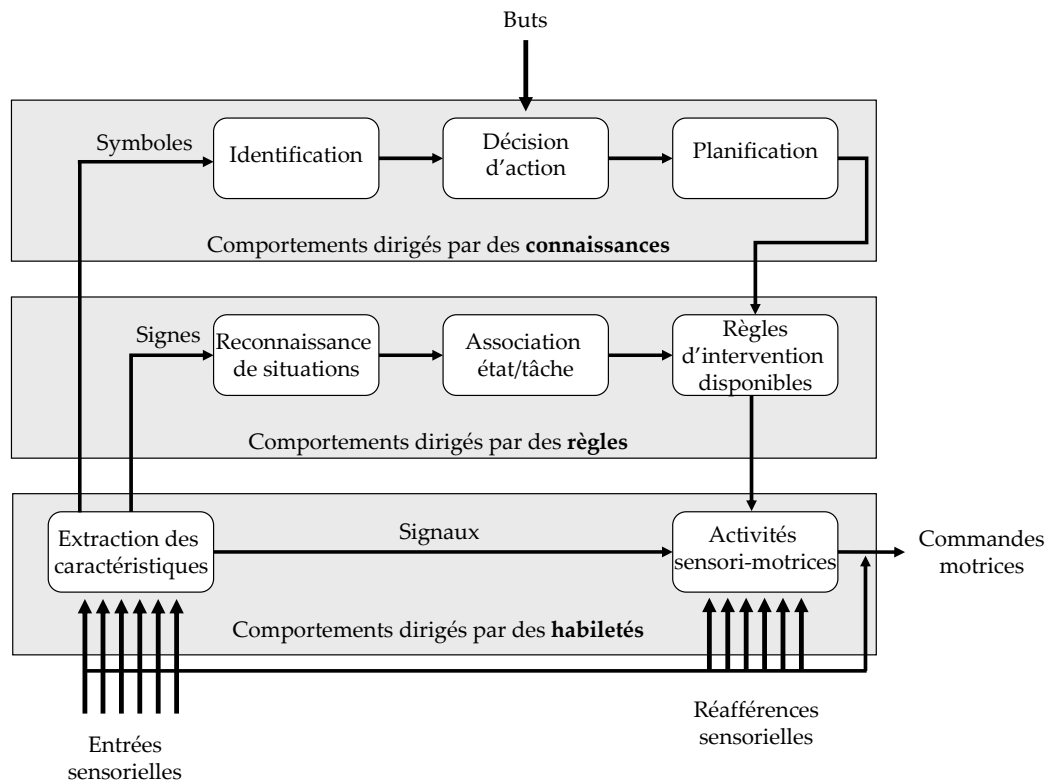 Buts
Symboles
Identification
Décision
d’action
Planification
Comportements dirigés par des connaissances
Signes
Reconnaissance
de situations
Association
état/tâche
Règles
d’intervention
disponibles
Comportements dirigés par des règles
Extraction des
caractéristiques
Signaux
Activités
sensori-motrices
Commandes
motrices
Comportements dirigés par des habiletés
Entrées
sensorielles
Réafférences
sensorielles